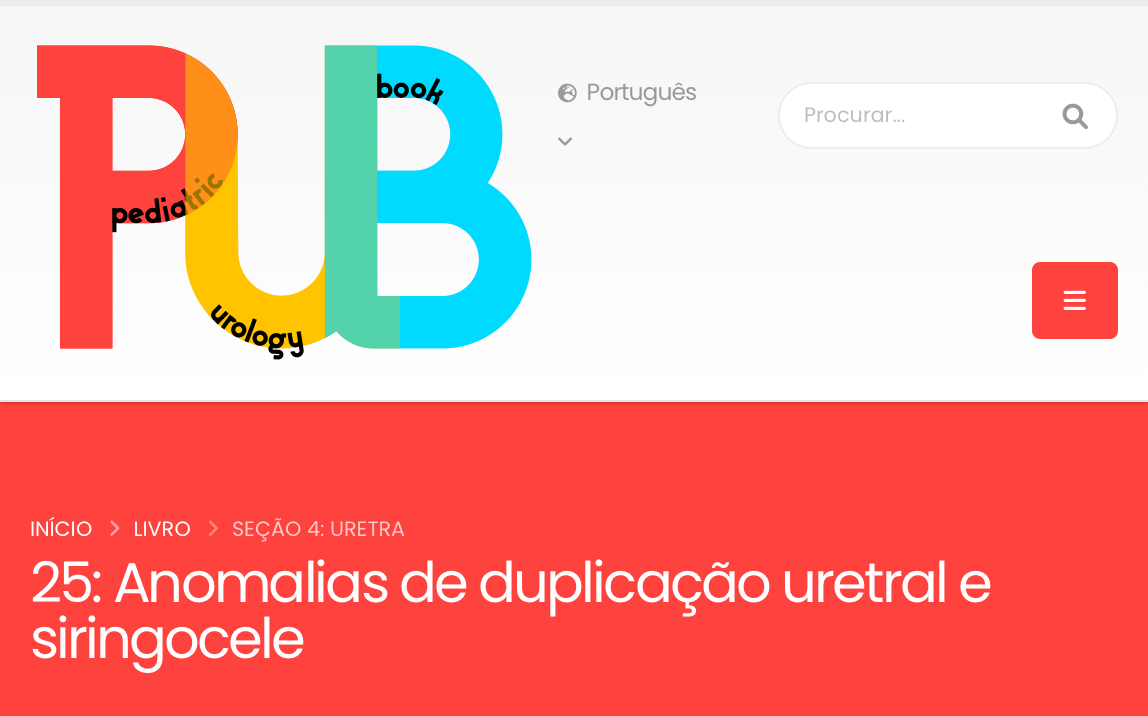 PUB
pediatric
urology
book
Português
Procurar...
INÍCIO LIVRO SEÇÃO 4: URETRA
25: Anomalias de duplicação uretral e
siringocele